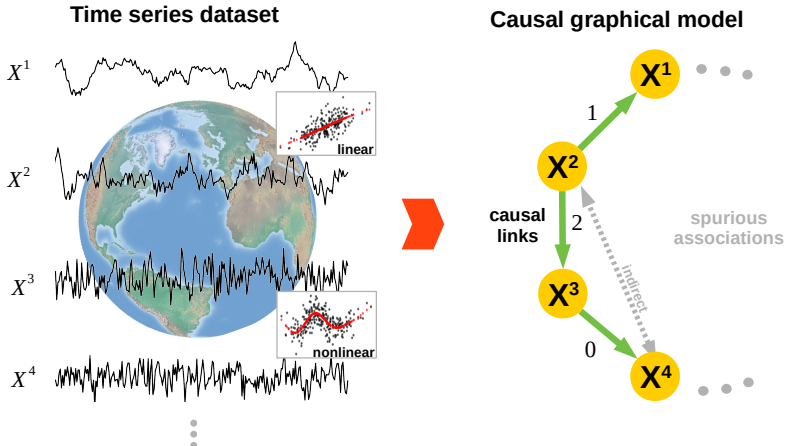 Time series dataset
Causal graphical model
X¹
X²
X³
X⁴
linear
nonlinear
X¹
1
X²
causal
links
2
X³
0
X⁴
indirect
spurious
associations